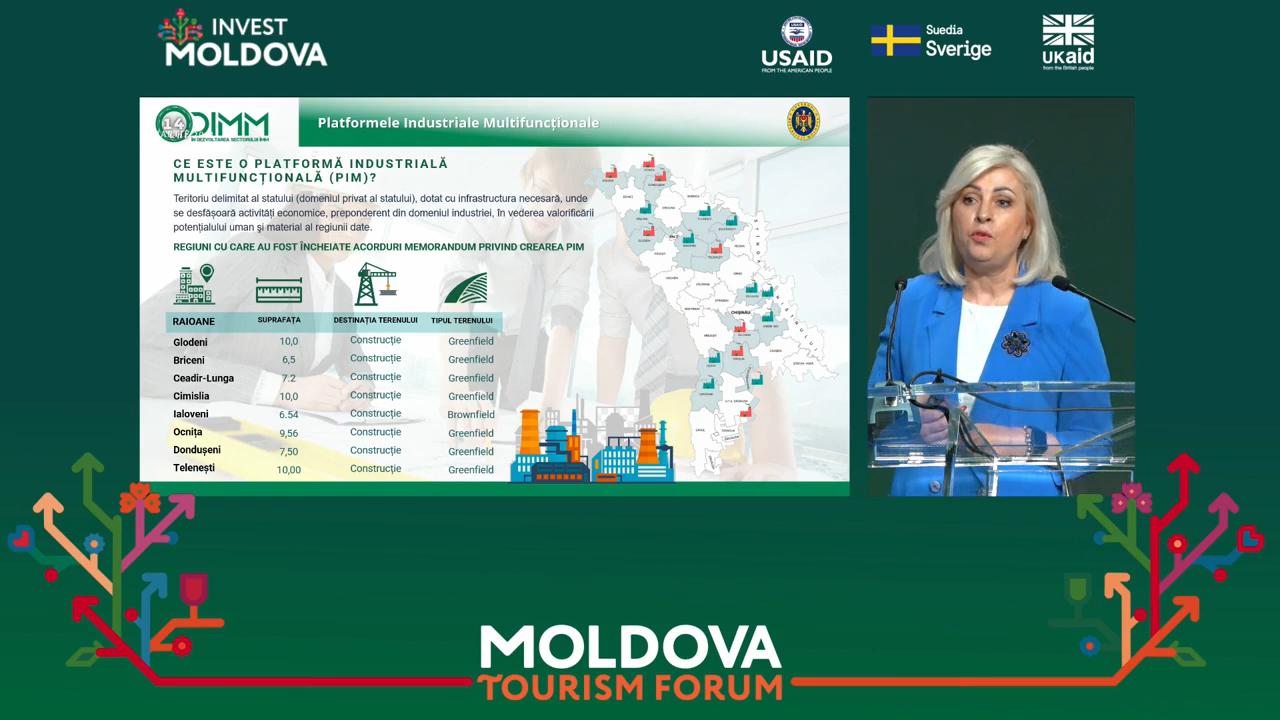 INVEST
MOLDOVA
USAID
FROM THE AMERICAN PEOPLE
Suedia
Sverige
UKaid
from the British people
14
ODIMM
ÎN DEZVOLTAREA SECTORULUI ÎMM
Platformele Industriale Multifuncționale
CE ESTE O PLATFORMĂ INDUSTRIALĂ
MULTIFUNCȚIONALĂ (PIM)?
Teritoriu delimitat al statului (domeniul privat al statului), dotat cu infrastructura necesară, unde
se desfășoară activități economice, preponderent din domeniul industriei, în vederea valorificării
potențialului uman și material al regiunii date.
REGIUNI CU CARE AU FOST ÎNCHEIATE ACORDURI MEMORANDUM PRIVIND CREAREA PIM
RAIOANE SUPRAFAȚA DESTINAȚIA TERENULUI TIPUL TERENULUI
Glodeni 10,0 Construcție Greenfield
Briceni 6,5 Construcție Greenfield
Ceadir-Lunga 7.2 Construcție Greenfield
Cimislia 10,0 Construcție Greenfield
Ialoveni 6.54 Construcție Brownfield
Ocnița 9,56 Construcție Greenfield
Dondușeni 7,50 Construcție Greenfield
Telenești 10,00 Construcție Greenfield
CHIȘINĂU
MOLDOVA
TOURISM FORUM